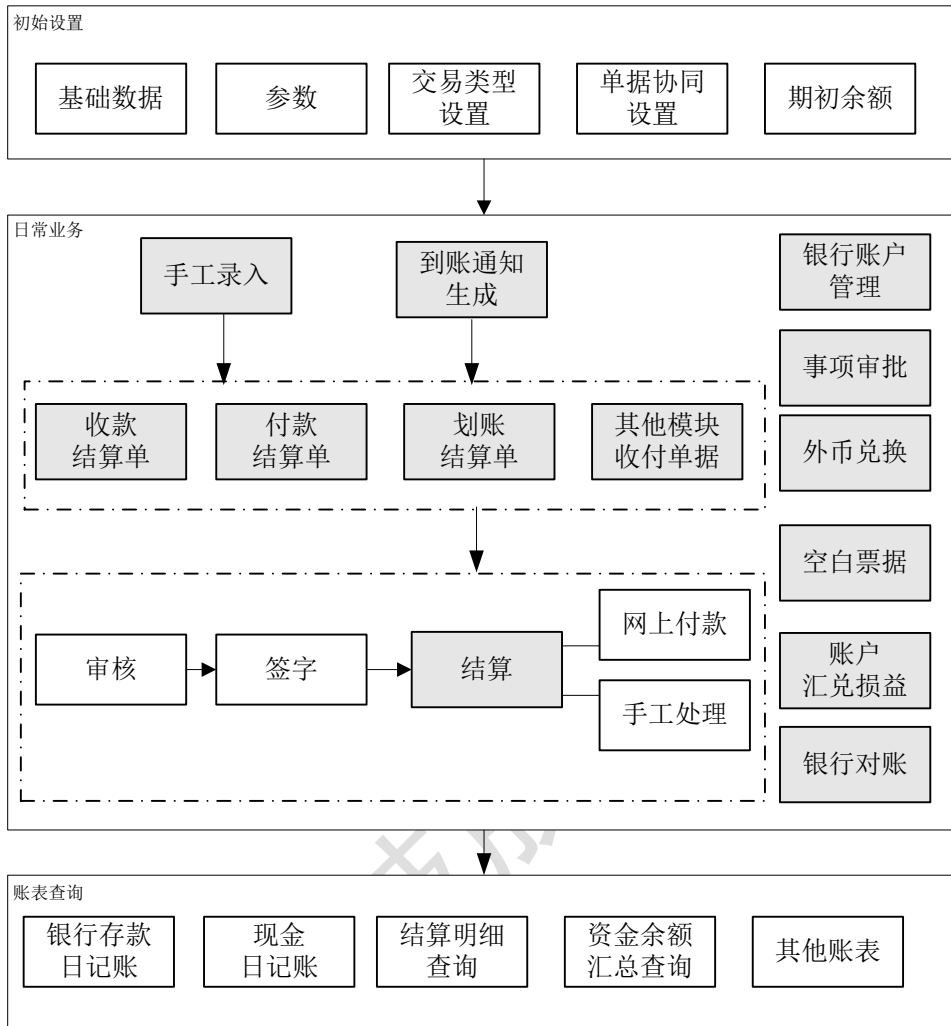 初始设置
基础数据
参数
交易类型
设置
单据协同
设置
期初余额
日常业务
手工录入
到账通知
生成
银行账户
管理
事项审批
收款
结算单
付款
结算单
划账
结算单
其他模块
收付单据
外币兑换
空白票据
网上付款
审核
签字
结算
手工处理
账户
汇兑损益
银行对账
账表查询
银行存款
日记账
现金
日记账
结算明细
查询
资金余额
汇总查询
其他账表